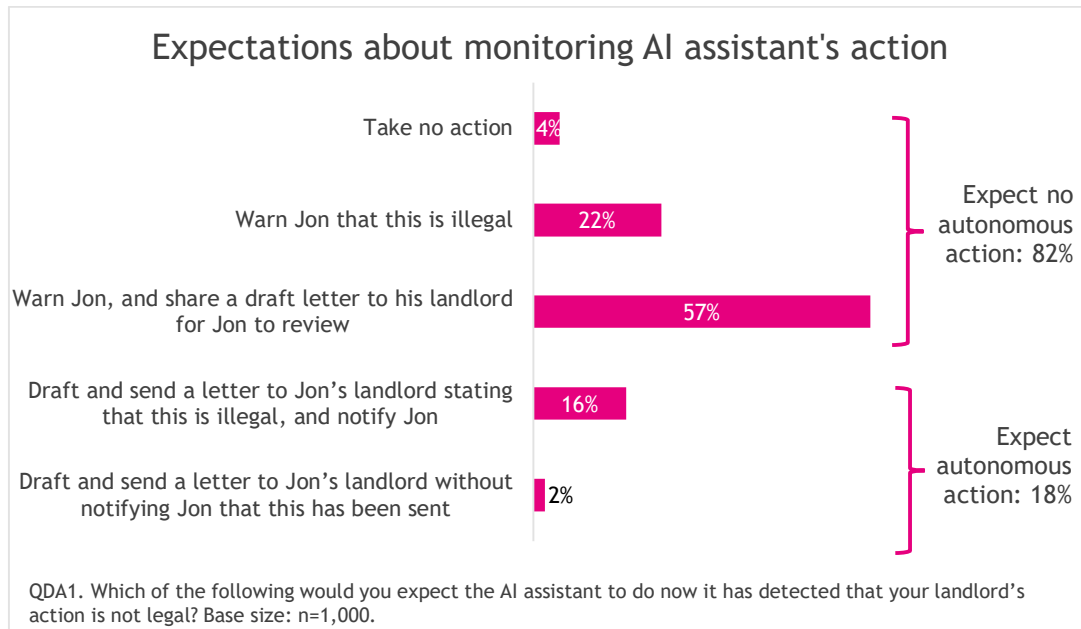 Expectations about monitoring AI assistant's action
Take no action
4%
Warn Jon that this is illegal
22%
Warn Jon, and share a draft letter to his landlord
for Jon to review
57%
Expect no
autonomous
action: 82%
Draft and send a letter to Jon’s landlord stating
that this is illegal, and notify Jon
16%
Draft and send a letter to Jon’s landlord without
notifying Jon that this has been sent
2%
Expect
autonomous
action: 18%
QDA1. Which of the following would you expect the AI assistant to do now it has detected that your landlord’s
action is not legal? Base size: n=1,000.